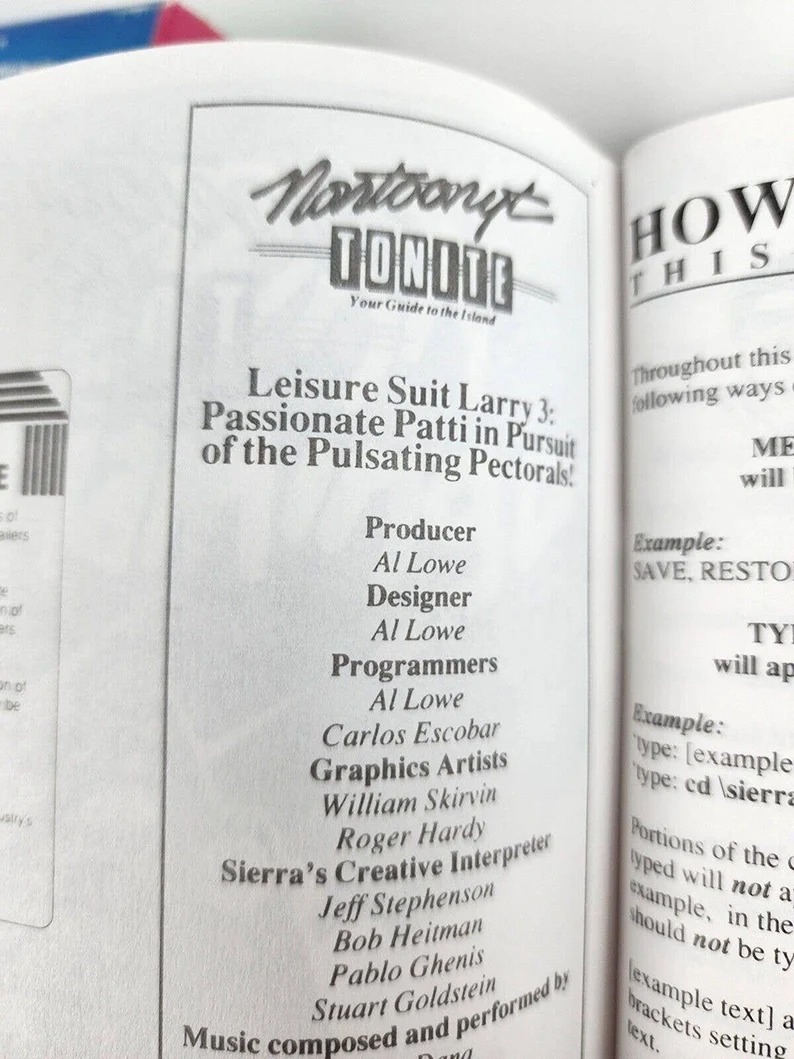 Nontoonyt
TONITE
Your Guide to the Island
Leisure Suit Larry 3:
Passionate Patti in Pursuit
of the Pulsating Pectorals!
Producer
Al Lowe
Designer
Al Lowe
Programmers
Al Lowe
Carlos Escobar
Graphics Artists
William Skirvin
Roger Hardy
Sierra's Creative Interpreter
Jeff Stephenson
Bob Heitman
Pablo Ghenis
Stuart Goldstein
Music composed and performed by
Dana
HOW
THIS
Throughout this
following ways
ME
will
Example:
SAVE, RESTO
TY
will ap
Example:
type: [example
type: cd \sierra
Portions of the
typed will not a
example, in the
should not be ty
[example text] a
brackets setting
text.